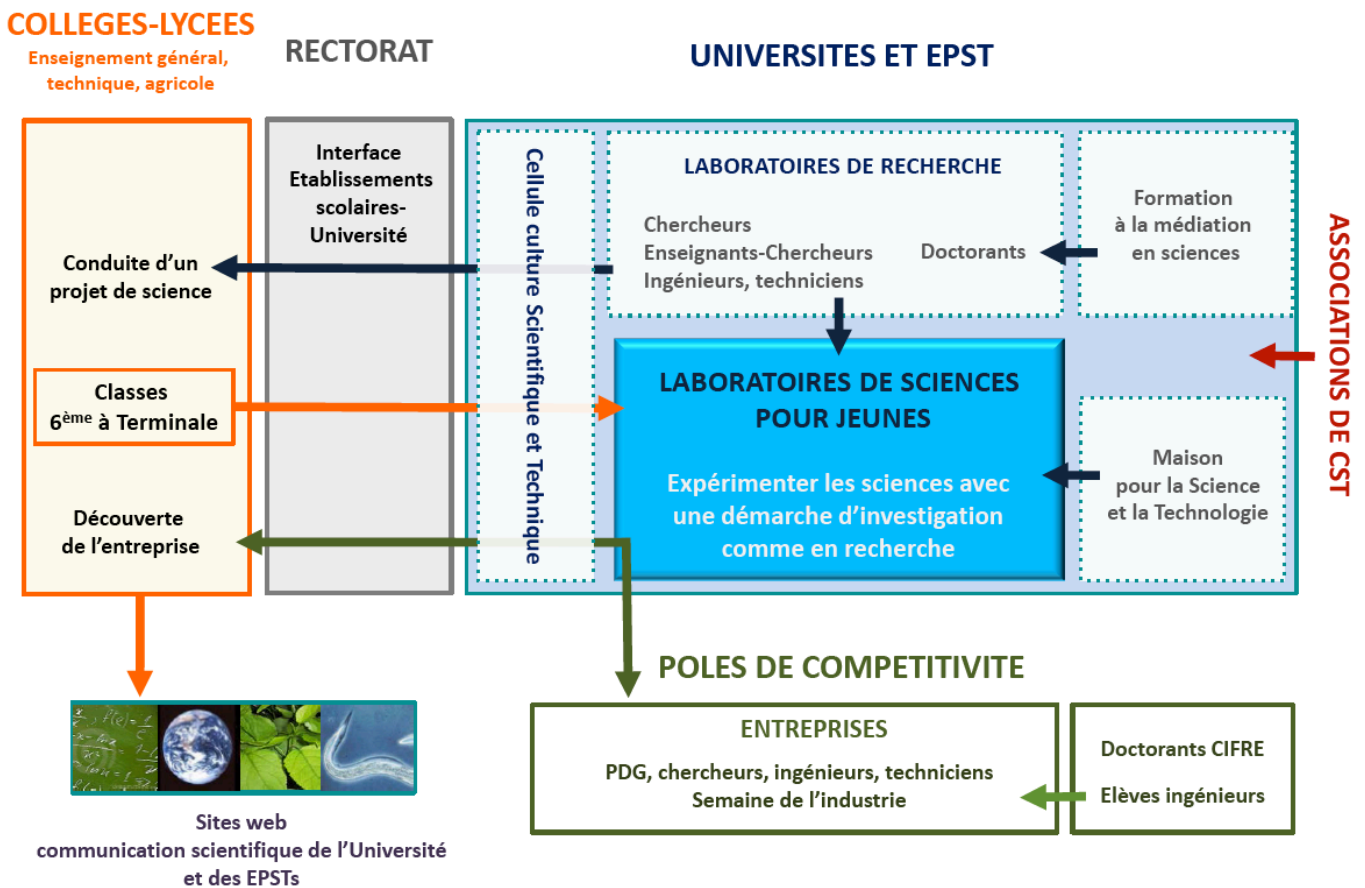 COLLEGES-LYCEES
Enseignement général,
technique, agricole
RECTORAT
UNIVERSITES ET EPST
Conduite d'un
projet de science
Classes
6ème à Terminale
Découverte
de l'entreprise
Interface
Etablissements
scolaires-
Université
Cellule culture Scientifique et Technique
LABORATOIRES DE RECHERCHE
Chercheurs
Enseignants-Chercheurs
Ingénieurs, techniciens
Doctorants
Formation
à la médiation
en sciences
LABORATOIRES DE SCIENCES
POUR JEUNES
Expérimenter les sciences avec
une démarche d'investigation
comme en recherche
Maison
pour la Science
et la Technologie
ASSOCIATIONS DE CST
POLES DE COMPETITIVITE
ENTREPRISES
PDG, chercheurs, ingénieurs, techniciens
Semaine de l'industrie
Doctorants CIFRE
Elèves ingénieurs
Sites web
communication scientifique de l'Université
et des EPSTs